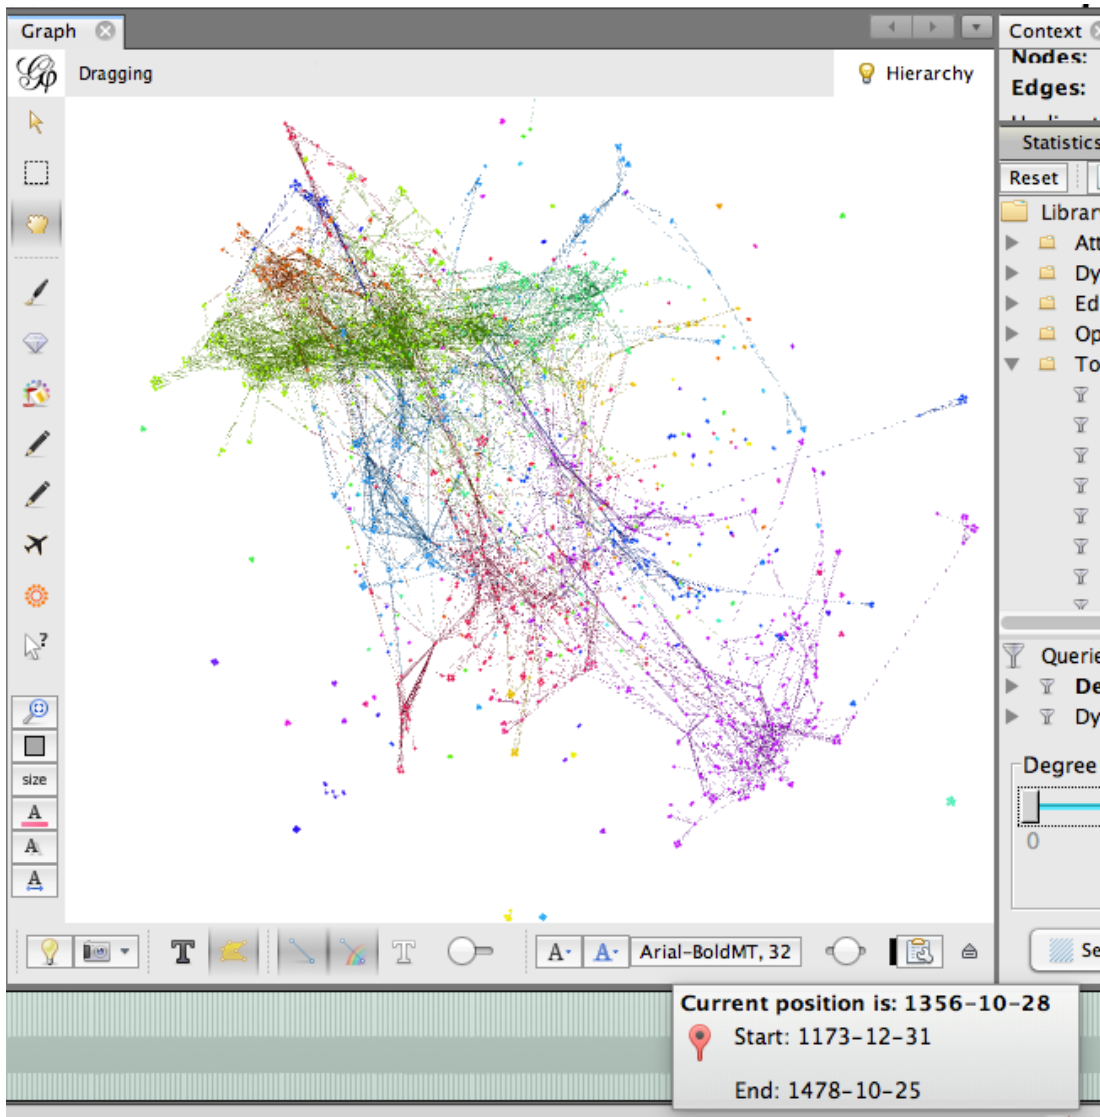 Graph
Context
Dragging
Hierarchy
Nodes:
Edges:
Statistics
Reset
Librar
Att
Dy
Ed
Op
To
Querie
De
Dy
Degree
0
size
A
A
A
T
T
A
A
Arial-BoldMT, 32
Se
Current position is: 1356-10-28
Start: 1173-12-31
End: 1478-10-25